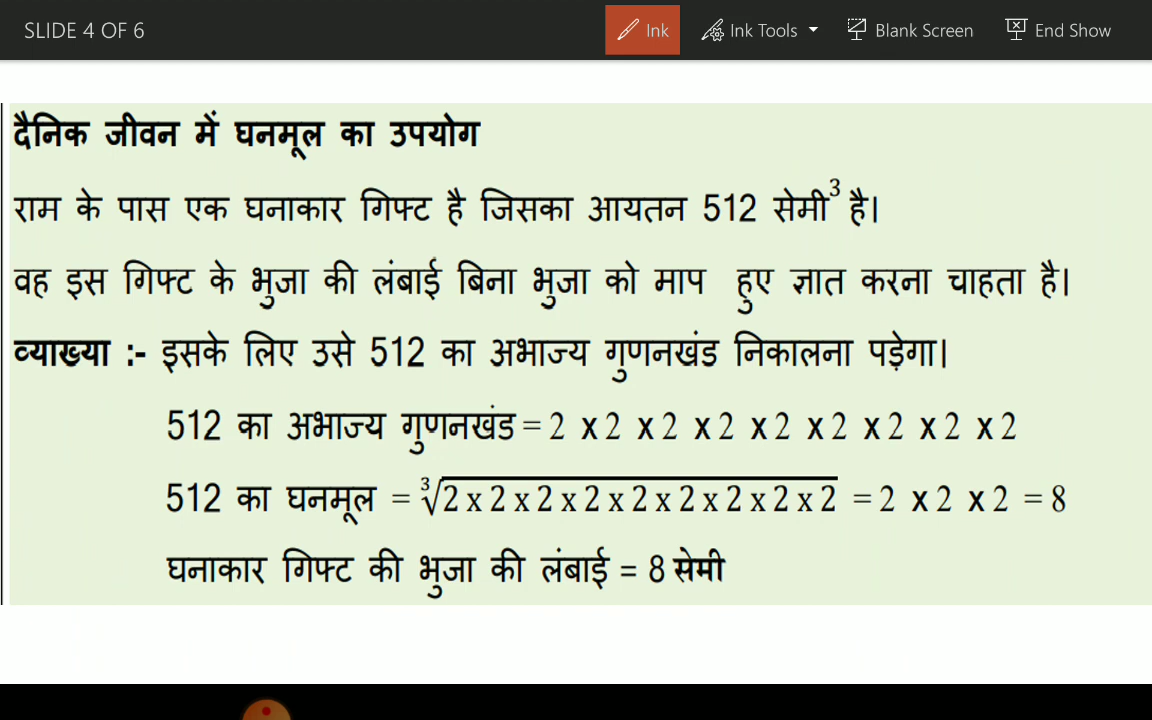 SLIDE 4 OF 6
Ink
Ink Tools
Blank Screen
End Show
दैनिक जीवन में घनमूल का उपयोग
राम के पास एक घनाकार गिफ्ट है जिसका आयतन 512 सेमी³ है।
वह इस गिफ्ट के भुजा की लंबाई बिना भुजा को माप हुए ज्ञात करना चाहता है।
व्याख्या :- इसके लिए उसे 512 का अभाज्य गुणनखंड निकालना पड़ेगा।
512 का अभाज्य गुणनखंड = 2 x 2 x 2 x 2 x 2 x 2 x 2 x 2 x 2
512 का घनमूल = ∛2 x 2 x 2 x 2 x 2 x 2 x 2 x 2 x 2 = 2 x 2 x 2 = 8
घनाकार गिफ्ट की भुजा की लंबाई = 8 सेमी